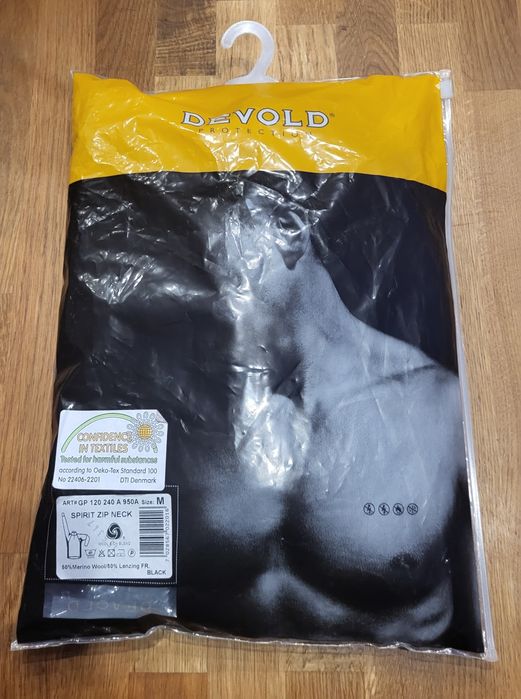 DEVOLD®
PROTECTION
CONFIDENCE
IN TEXTILES
Tested for harmful substances
according to Oeko-Tex Standard 100
No 22406-2201 DTI Denmark
ART# GP 120 240 A 950A Size: M
SPIRIT ZIP NECK
50%Merino Wool/50% Lenzing FR.
BLACK
DEVOLD